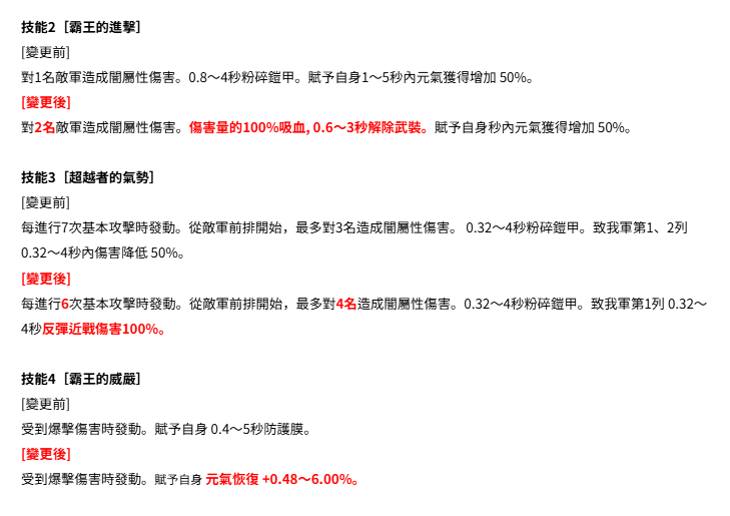 技能2［霸王的進擊］
[變更前]
對1名敵軍造成闇屬性傷害。0.8～4秒粉碎鎧甲。賦予自身1～5秒內元氣獲得增加 50%。
[變更後]
對2名敵軍造成闇屬性傷害。傷害量的100%吸血, 0.6～3秒解除武裝。賦予自身秒內元氣獲得增加 50%。
技能3［超越者的氣勢］
[變更前]
每進行7次基本攻擊時發動。從敵軍前排開始，最多對3名造成闇屬性傷害。 0.32～4秒粉碎鎧甲。致我軍第1、2列
0.32～4秒內傷害降低 50%。
[變更後]
每進行6次基本攻擊時發動。從敵軍前排開始，最多對4名造成闇屬性傷害。0.32～4秒粉碎鎧甲。致我軍第1列 0.32～
4秒反彈近戰傷害100%。
技能4［霸王的威嚴］
[變更前]
受到爆擊傷害時發動。賦予自身 0.4～5秒防護膜。
[變更後]
受到爆擊傷害時發動。賦予自身 元氣恢復 +0.48～6.00%。